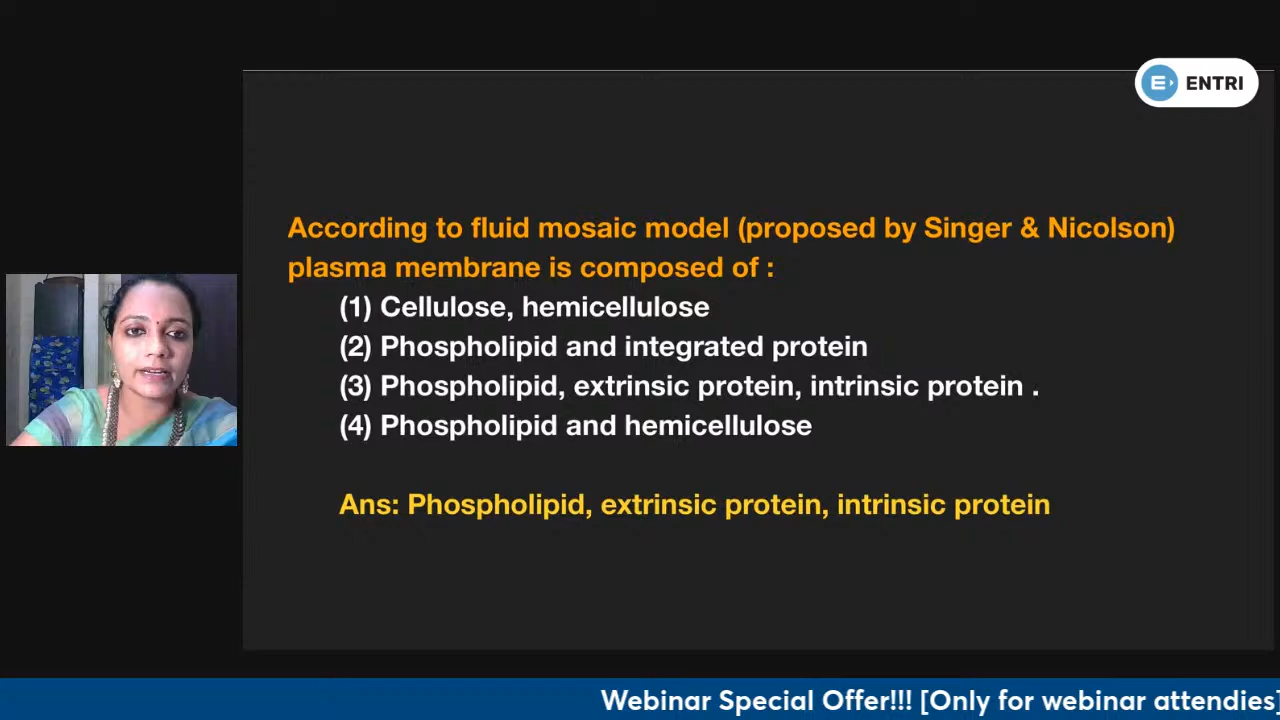 ENTRI
According to fluid mosaic model (proposed by Singer & Nicolson)
plasma membrane is composed of :
(1) Cellulose, hemicellulose
(2) Phospholipid and integrated protein
(3) Phospholipid, extrinsic protein, intrinsic protein .
(4) Phospholipid and hemicellulose
Ans: Phospholipid, extrinsic protein, intrinsic protein
Webinar Special Offer!!! [Only for webinar attendies]